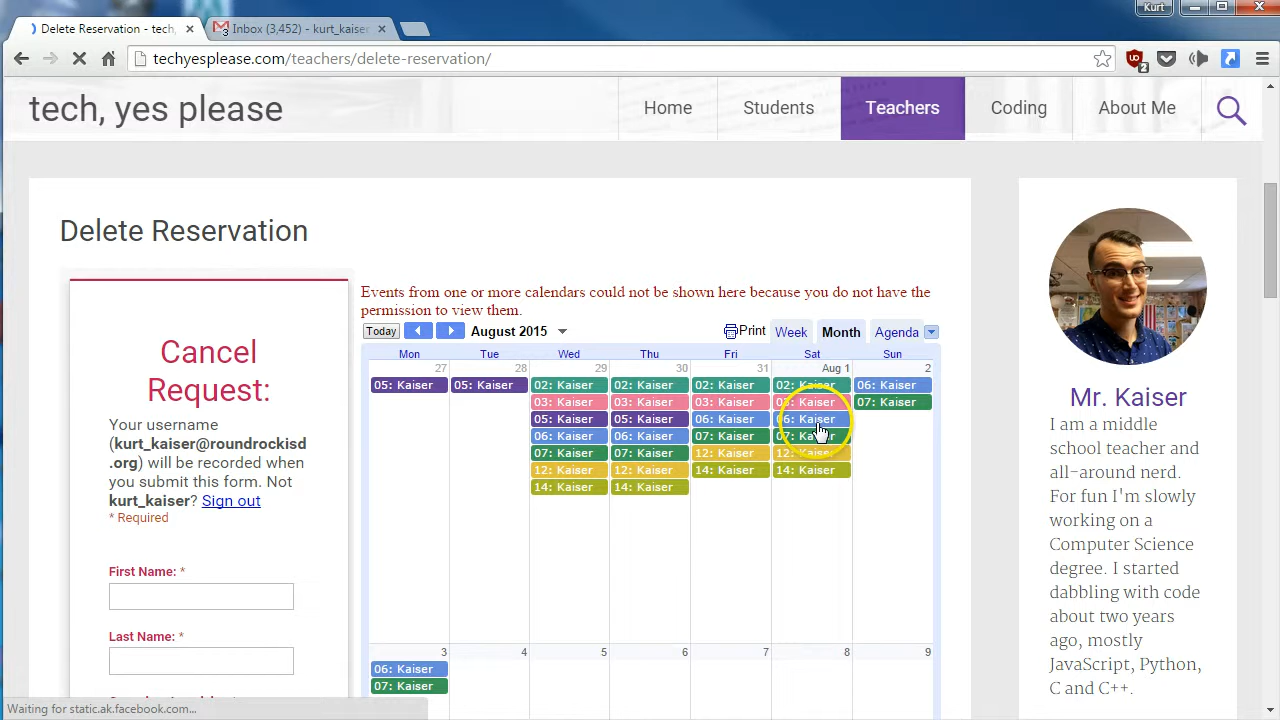 Kurt
Delete Reservation - tech,
Inbox (3,452) - kurt_kaiser
techyesplease.com/teachers/delete-reservation/
2
tech, yes please
Home
Students
Teachers
Coding
About Me
Delete Reservation
Cancel
Request:
Your username
(kurt_kaiser@roundrockisd
.org) will be recorded when
you submit this form. Not
kurt_kaiser? Sign out
* Required
First Name: *
Last Name: *
Events from one or more calendars could not be shown here because you do not have the
permission to view them.
Today
August 2015
Print
Week
Month
Agenda
Mon Tue Wed Thu Fri Sat Sun
27 28 29 30 31 Aug 1 2
05: Kaiser 05: Kaiser 02: Kaiser 02: Kaiser 02: Kaiser 02: Kaiser 06: Kaiser
03: Kaiser 03: Kaiser 03: Kaiser 03: Kaiser 07: Kaiser
05: Kaiser 05: Kaiser 06: Kaiser 06: Kaiser
06: Kaiser 06: Kaiser 07: Kaiser 07: Kaiser
07: Kaiser 07: Kaiser 12: Kaiser 12: Kaiser
12: Kaiser 12: Kaiser 14: Kaiser 14: Kaiser
14: Kaiser 14: Kaiser
3 4 5 6 7 8 9
06: Kaiser
07: Kaiser
Mr. Kaiser
I am a middle
school teacher and
all-around nerd.
For fun I'm slowly
working on a
Computer Science
degree. I started
dabbling with code
about two years
ago, mostly
JavaScript, Python,
C and C++.
Waiting for static.ak.facebook.com...